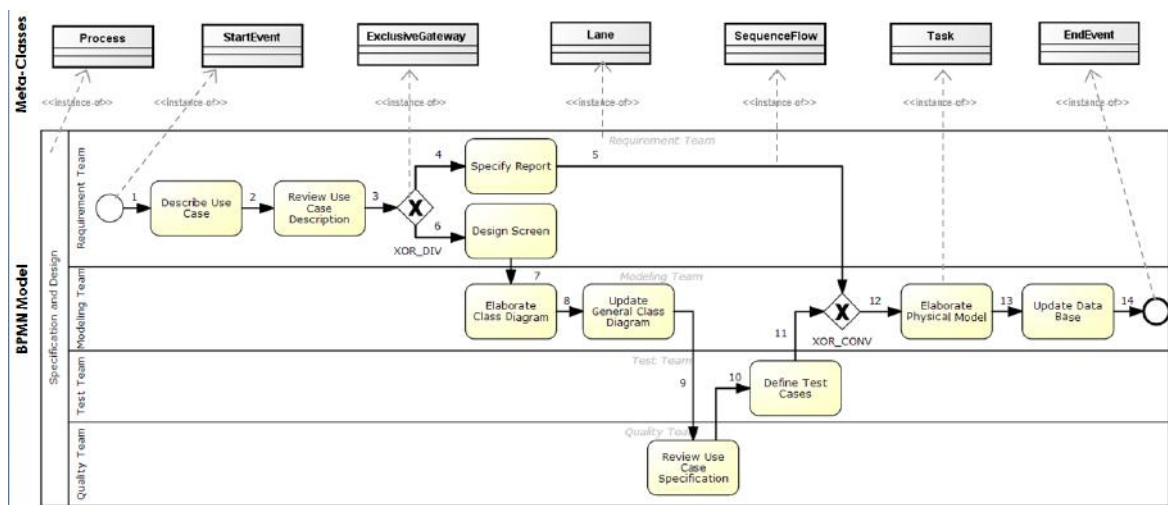 Meta-Classes
Process
StartEvent
ExclusiveGateway
Lane
SequenceFlow
Task
EndEvent
<<instance-of>>
<<instance-of>>
<<instance-of>>
<<instance-of>>
<<instance-of>>
<<instance-of>>
<<instance-of>>
BPMN Model
Specification and Design
Requirement Team
Requirement Team
1
Describe Use
Case
2
Review Use
Case
Description
3
X
XOR_DIV
4
Specify Report
5
6
Design Screen
Modeling Team
Modeling Team
7
Elaborate
Class Diagram
8
Update
General Class
Diagram
9
X
XOR_CONV
11
12
Elaborate
Physical Model
13
Update Data
Base
14
Test Team
Test Team
10
Define Test
Cases
Quality Team
Quality Team
Review Use
Case
Specification